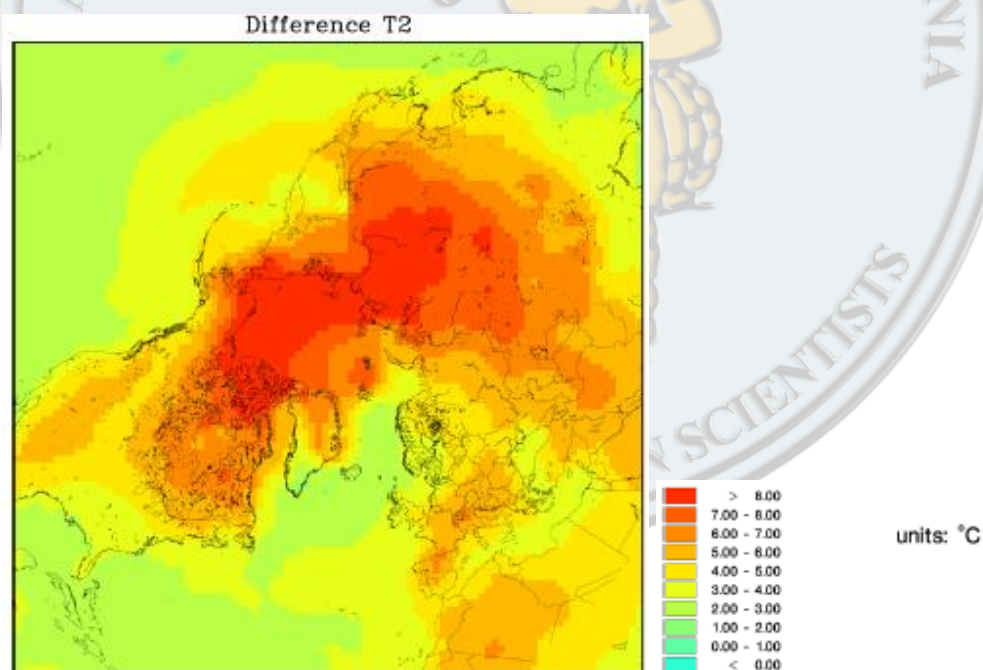 Difference T2
NIA
N SCIENTISTS
> 8.00
7.00 - 8.00
6.00 - 7.00
5.00 - 6.00
4.00 - 5.00
3.00 - 4.00
2.00 - 3.00
1.00 - 2.00
0.00 - 1.00
< 0.00
units: °C